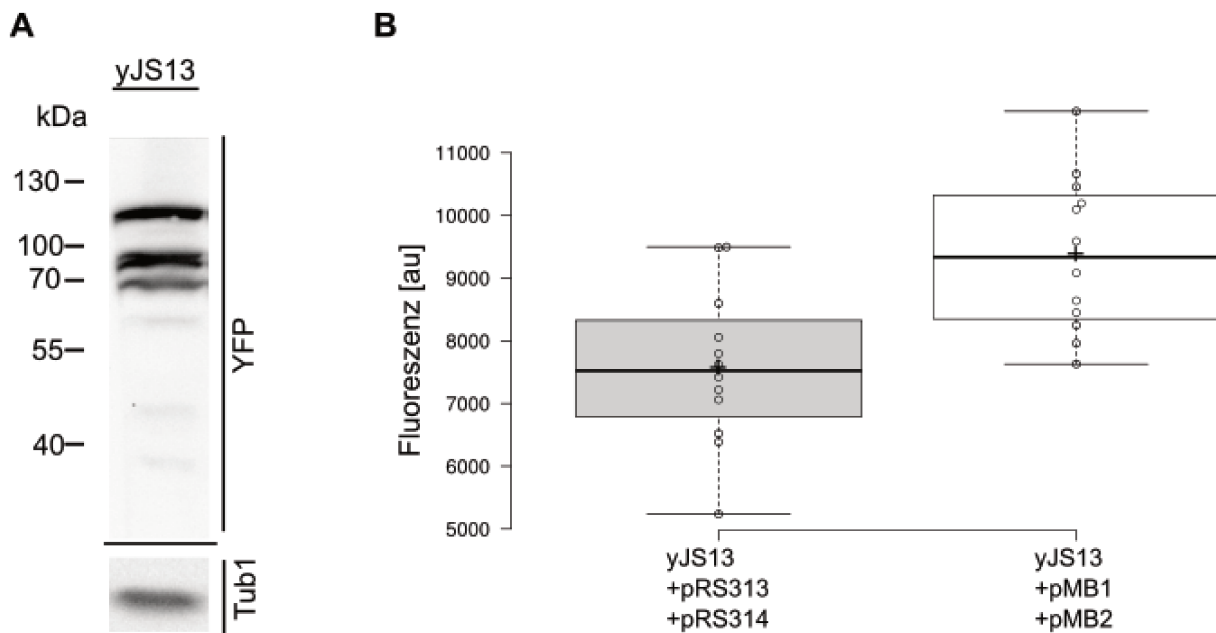 A
yJS13
kDa
130
100
70
55
40
YFP
Tub1
B
Fluoreszenz [au]
11000
10000
9000
8000
7000
6000
5000
yJS13
+pRS313
+pRS314
yJS13
+pMB1
+pMB2